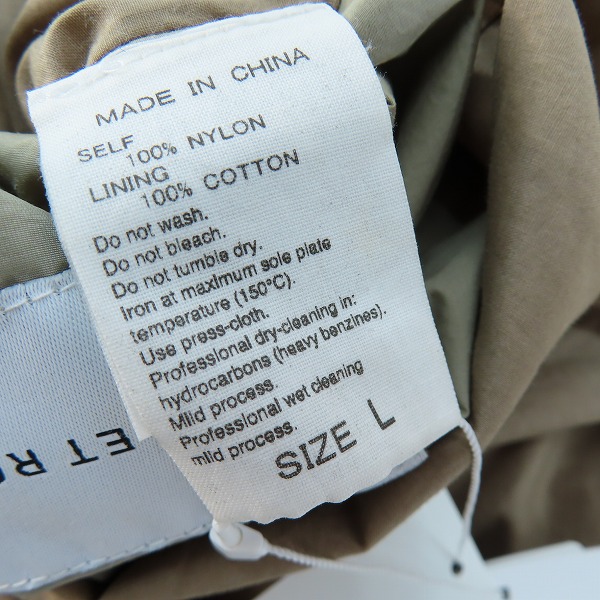 MADE IN CHINA
SELF
100% NYLON
LINING
100% COTTON
Do not wash.
Do not bleach.
Do not tumble dry.
Iron at maximum sole plate
temperature (150°C).
Use press-cloth.
Professional dry-cleaning in:
hydrocarbons (heavy benzines).
Mild process.
Professional wet cleaning
mild process.
SIZE L
ETR